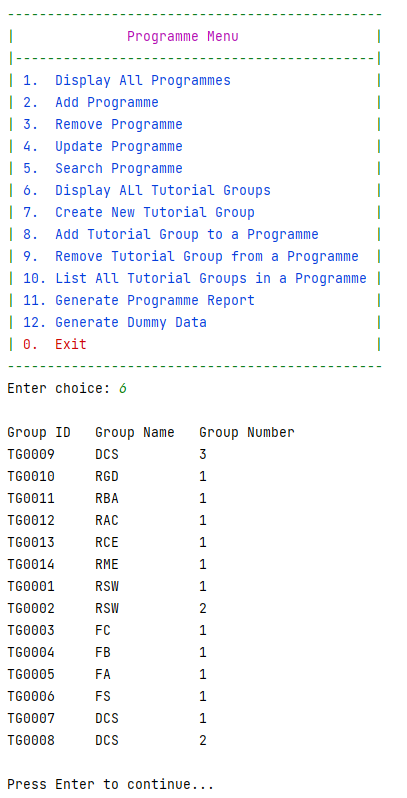 -----------------------------------------------
|              Programme Menu                 |
|---------------------------------------------|
| 1.  Display All Programmes                  |
| 2.  Add Programme                           |
| 3.  Remove Programme                        |
| 4.  Update Programme                        |
| 5.  Search Programme                        |
| 6.  Display ALl Tutorial Groups             |
| 7.  Create New Tutorial Group               |
| 8.  Add Tutorial Group to a Programme       |
| 9.  Remove Tutorial Group from a Programme  |
| 10. List All Tutorial Groups in a Programme |
| 11. Generate Programme Report               |
| 12. Generate Dummy Data                     |
| 0.  Exit                                    |
-----------------------------------------------
Enter choice: 6
Group ID   Group Name   Group Number
TG0009     DCS          3
TG0010     RGD          1
TG0011     RBA          1
TG0012     RAC          1
TG0013     RCE          1
TG0014     RME          1
TG0001     RSW          1
TG0002     RSW          2
TG0003     FC           1
TG0004     FB           1
TG0005     FA           1
TG0006     FS           1
TG0007     DCS          1
TG0008     DCS          2
Press Enter to continue...